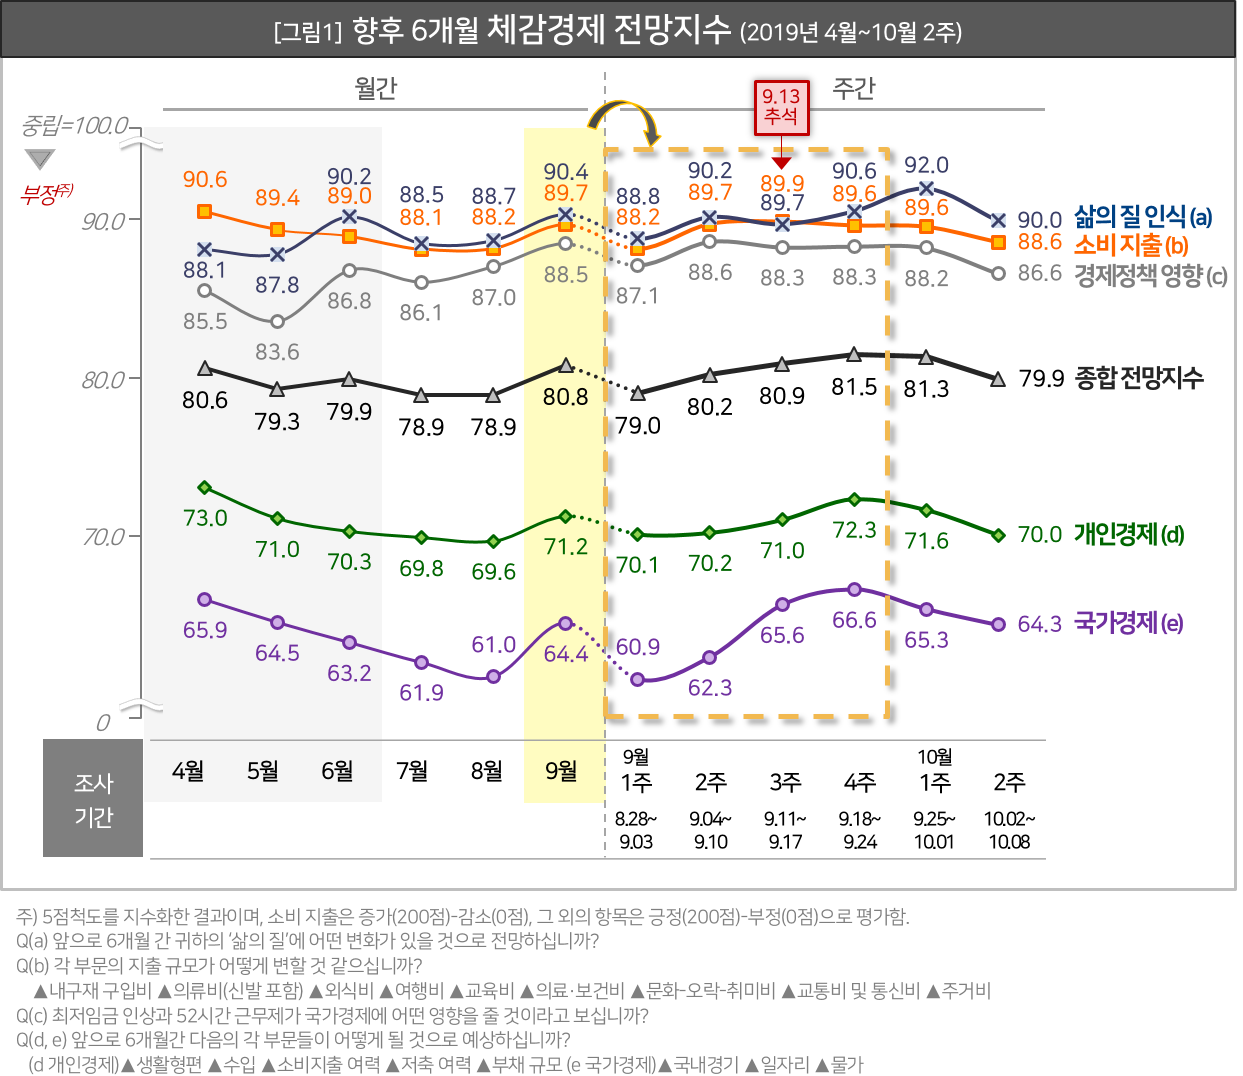 [그림1] 향후 6개월 체감경제 전망지수 (2019년 4월~10월 2주)
월간
주간
9.13
추석
중립=100.0
부정주)
90.0
80.0
70.0
0
90.6 89.4 90.2 88.5 88.7 90.4 88.8 90.2 89.9 90.6 92.0
89.0 88.1 88.2 89.7 88.2 89.7 89.7 89.6 89.6
90.0 삶의 질 인식 (a)
88.6 소비 지출 (b)
88.1 87.8
86.6 경제정책 영향 (c)
85.5 83.6 86.8 86.1 87.0 88.5 87.1 88.6 88.3 88.3 88.2
79.9 종합 전망지수
80.6 79.3 79.9 78.9 78.9 80.8 79.0 80.2 80.9 81.5 81.3
73.0 71.0 70.3 69.8 69.6 71.2 70.1 70.2 71.0 72.3 71.6
70.0 개인경제 (d)
65.9 64.5 63.2 61.9 61.0 64.4 60.9 62.3 65.6 66.6 65.3
64.3 국가경제 (e)
조사
기간
4월 5월 6월 7월 8월 9월
9월 10월
1주 2주 3주 4주 1주 2주
8.28~ 9.04~ 9.11~ 9.18~ 9.25~ 10.02~
9.03 9.10 9.17 9.24 10.01 10.08
주) 5점척도를 지수화한 결과이며, 소비 지출은 증가(200점)-감소(0점), 그 외의 항목은 긍정(200점)-부정(0점)으로 평가함.
Q(a) 앞으로 6개월 간 귀하의 '삶의 질'에 어떤 변화가 있을 것으로 전망하십니까?
Q(b) 각 부문의 지출 규모가 어떻게 변할 것 같으십니까?
▲내구재 구입비 ▲의류비(신발 포함) ▲외식비 ▲여행비 ▲교육비 ▲의료·보건비 ▲문화-오락-취미비 ▲교통비 및 통신비 ▲주거비
Q(c) 최저임금 인상과 52시간 근무제가 국가경제에 어떤 영향을 줄 것이라고 보십니까?
Q(d, e) 앞으로 6개월간 다음의 각 부문들이 어떻게 될 것으로 예상하십니까?
(d 개인경제)▲생활형편 ▲수입 ▲소비지출 여력 ▲저축 여력 ▲부채 규모 (e 국가경제)▲국내경기 ▲일자리 ▲물가